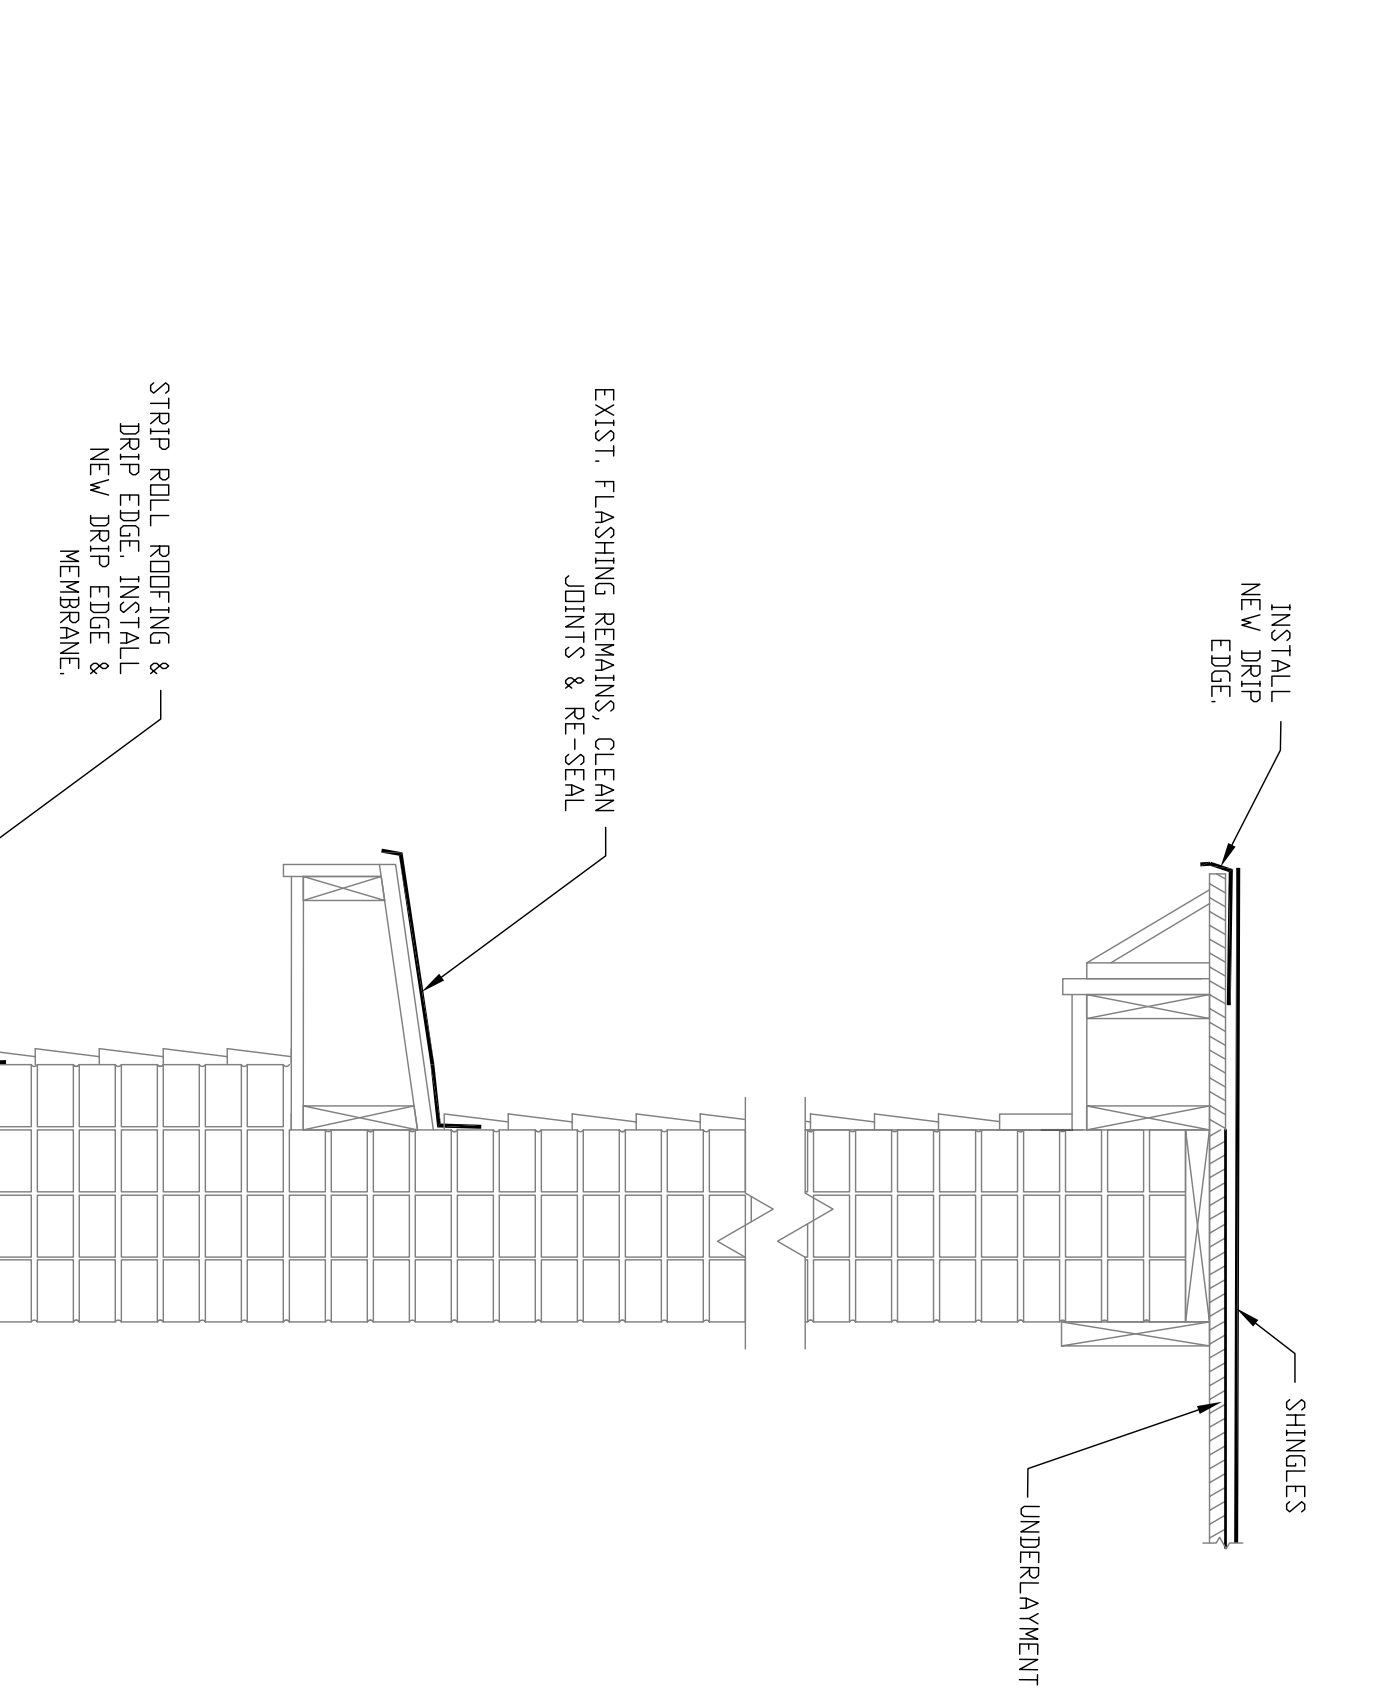 INSTALL
NEW DRIP
EDGE.
SHINGLES
UNDERLAYMENT
EXIST. FLASHING REMAINS, CLEAN
JOINTS & RE-SEAL
STRIP ROLL ROOFING &
DRIP EDGE. INSTALL
NEW DRIP EDGE &
MEMBRANE.